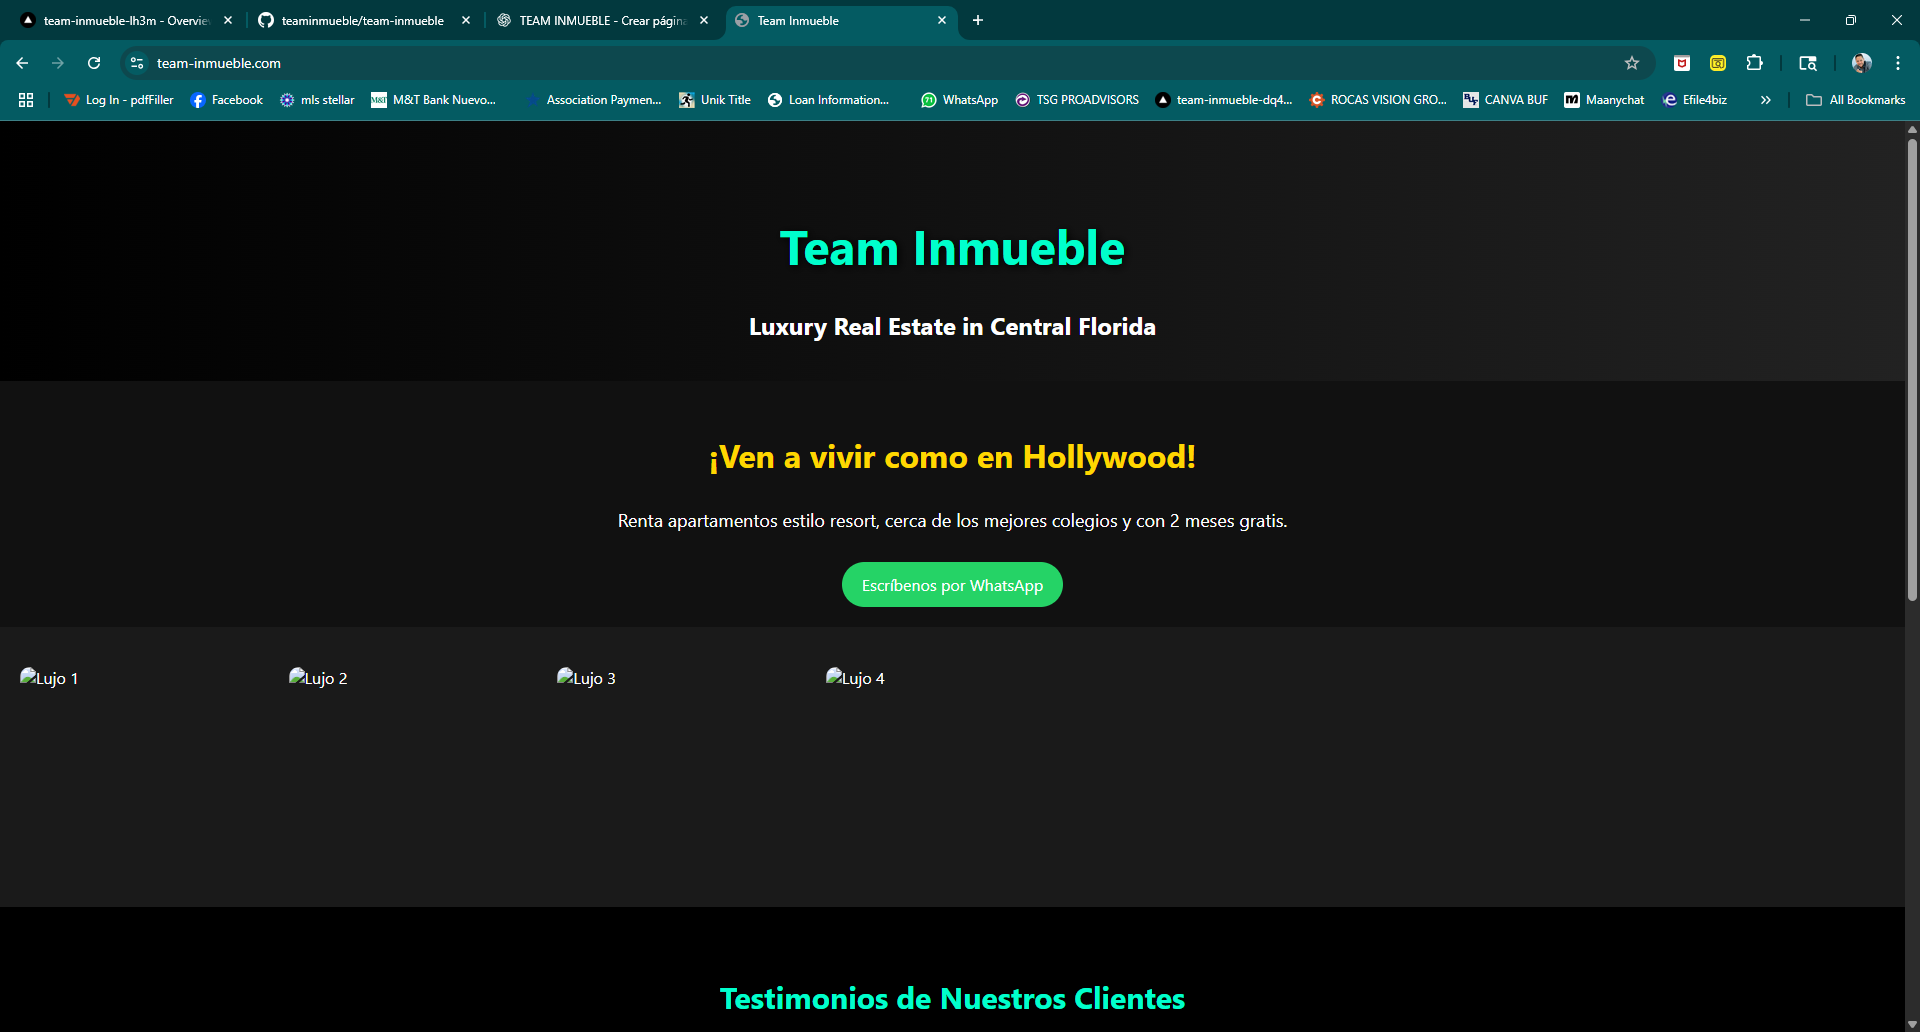 team-inmueble-lh3m - Overvie
teaminmueble/team-inmueble
TEAM INMUEBLE - Crear página
Team Inmueble
team-inmueble.com
Log In - pdfFiller
Facebook
mls stellar
M&T Bank Nuevo...
Association Paymen...
Unik Title
Loan Information...
WhatsApp
TSG PROADVISORS
team-inmueble-dq4...
ROCAS VISION GRO...
CANVA BUF
Maanychat
Efile4biz
All Bookmarks
Team Inmueble
Luxury Real Estate in Central Florida
¡Ven a vivir como en Hollywood!
Renta apartamentos estilo resort, cerca de los mejores colegios y con 2 meses gratis.
Escríbenos por WhatsApp
Lujo 1
Lujo 2
Lujo 3
Lujo 4
Testimonios de Nuestros Clientes